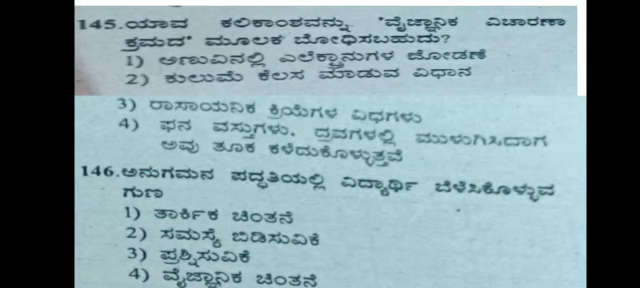 145.ಯಾವ ಕಲಿಕಾಂಶವನ್ನು 'ವೈಜ್ಞಾನಿಕ ವಿಚಾರಣಾ
ಕ್ರಮದ' ಮೂಲಕ ಬೋಧಿಸಬಹುದು?
1) ಅಣುವಿನಲ್ಲಿ ಎಲೆಕ್ಟ್ರಾನುಗಳ ಜೋಡಣೆ
2) ಕುಲುಮೆ ಕೆಲಸ ಮಾಡುವ ವಿಧಾನ
3) ರಾಸಾಯನಿಕ ಕ್ರಿಯೆಗಳ ವಿಧಗಳು
4) ಘನ ವಸ್ತುಗಳು. ದ್ರವಗಳಲ್ಲಿ ಮುಳುಗಿಸಿದಾಗ
ಅವು ತೂಕ ಕಳೆದುಕೊಳ್ಳುತ್ತವೆ
146.ಅನುಗಮನ ಪದ್ಧತಿಯಲ್ಲಿ ವಿದ್ಯಾರ್ಥಿ ಬೆಳೆಸಿಕೊಳ್ಳುವ
ಗುಣ
1) ತಾರ್ಕಿಕ ಚಿಂತನೆ
2) ಸಮಸ್ಯೆ ಬಿಡಿಸುವಿಕೆ
3) ಪ್ರಶ್ನಿಸುವಿಕೆ
4) ವೈಜ್ಞಾನಿಕ ಚಿಂತನೆ